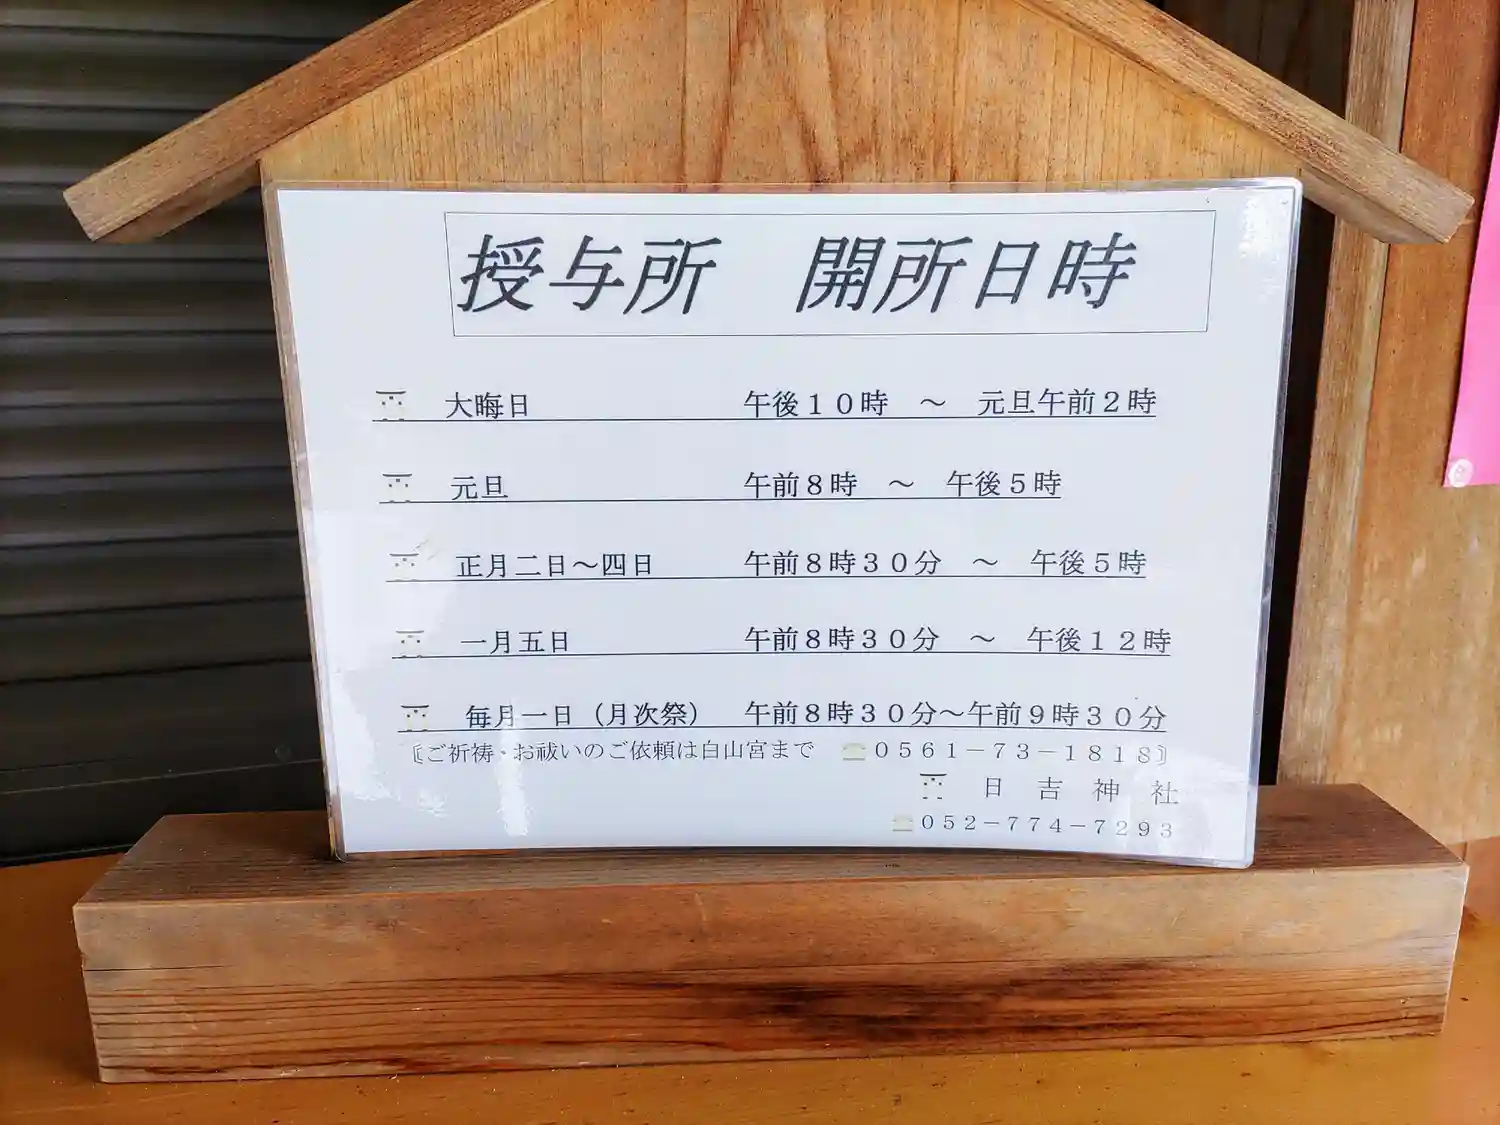 授与所　開所日時
大晦日　午後１０時　～　元旦午前２時
元旦　午前８時　～　午後５時
正月二日～四日　午前８時３０分　～　午後５時
一月五日　午前８時３０分　～　午後１２時
毎月一日（月次祭）　午前８時３０分～午前９時３０分
〘ご祈祷・お祓いのご依頼は白山宮まで　☎０５６１－７３－１８１８〙
⛩　日　吉　神　社
☎０５２－７７４－７２９３